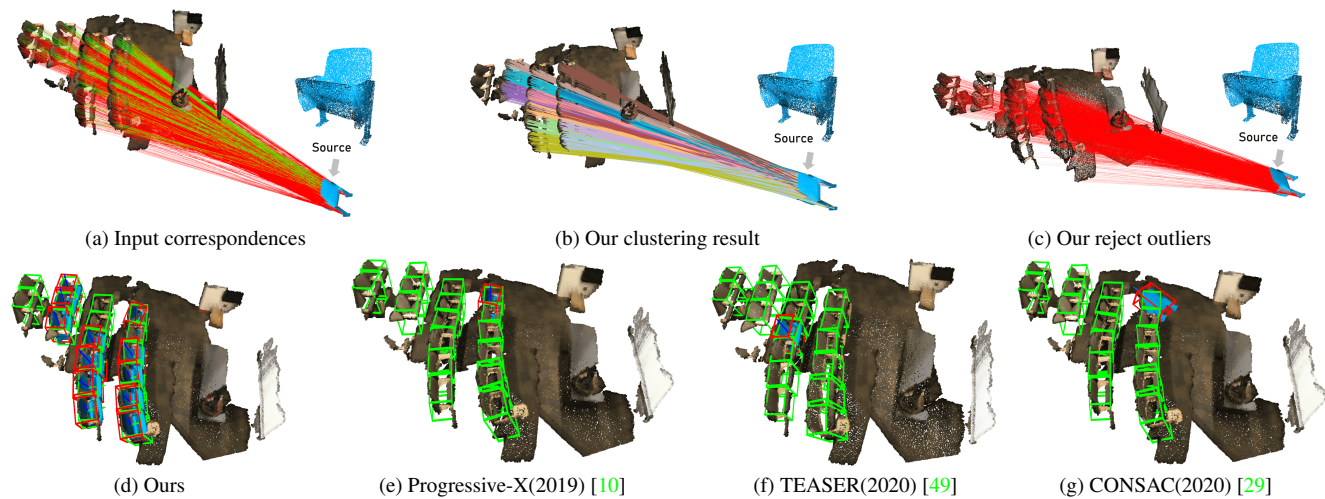 Source
Source
Source
(a) Input correspondences
(b) Our clustering result
(c) Our reject outliers
(d) Ours
(e) Progressive-X(2019) [10]
(f) TEASER(2020) [49]
(g) CONSAC(2020) [29]